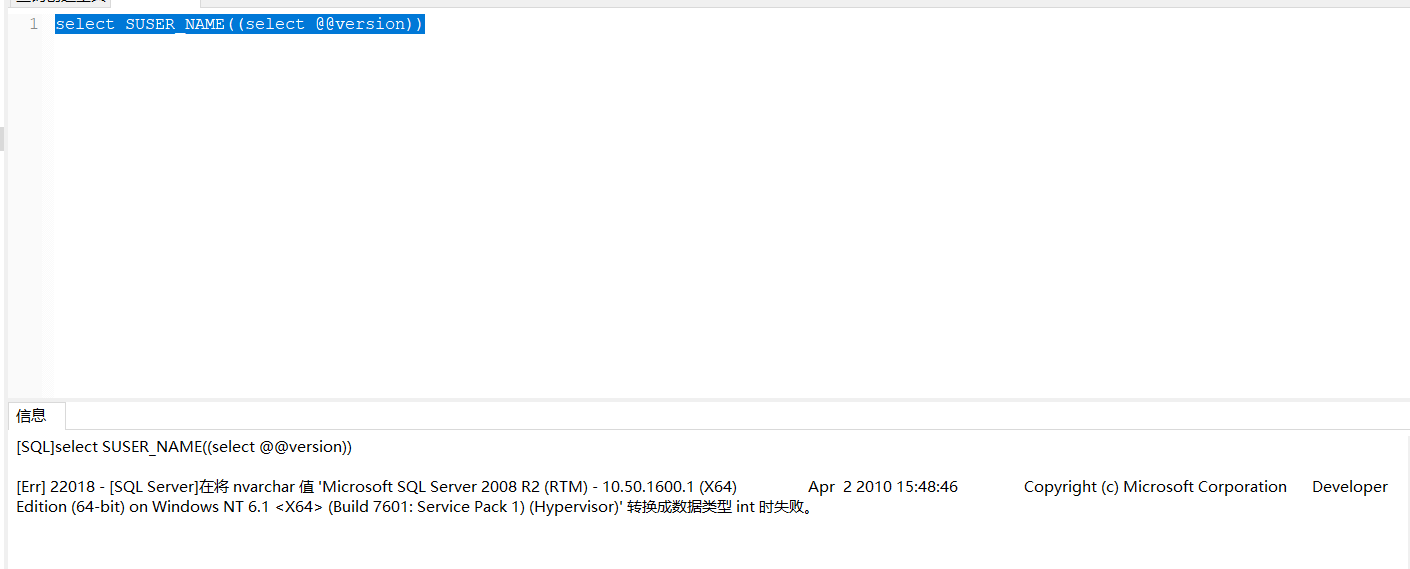 1 select SUSER_NAME((select @@version))
信息
[SQL]select SUSER_NAME((select @@version))
[Err] 22018 - [SQL Server]在将 nvarchar 值 'Microsoft SQL Server 2008 R2 (RTM) - 10.50.1600.1 (X64) Apr 2 2010 15:48:46 Copyright (c) Microsoft Corporation Developer
Edition (64-bit) on Windows NT 6.1 <X64> (Build 7601: Service Pack 1) (Hypervisor)' 转换成数据类型 int 时失败。